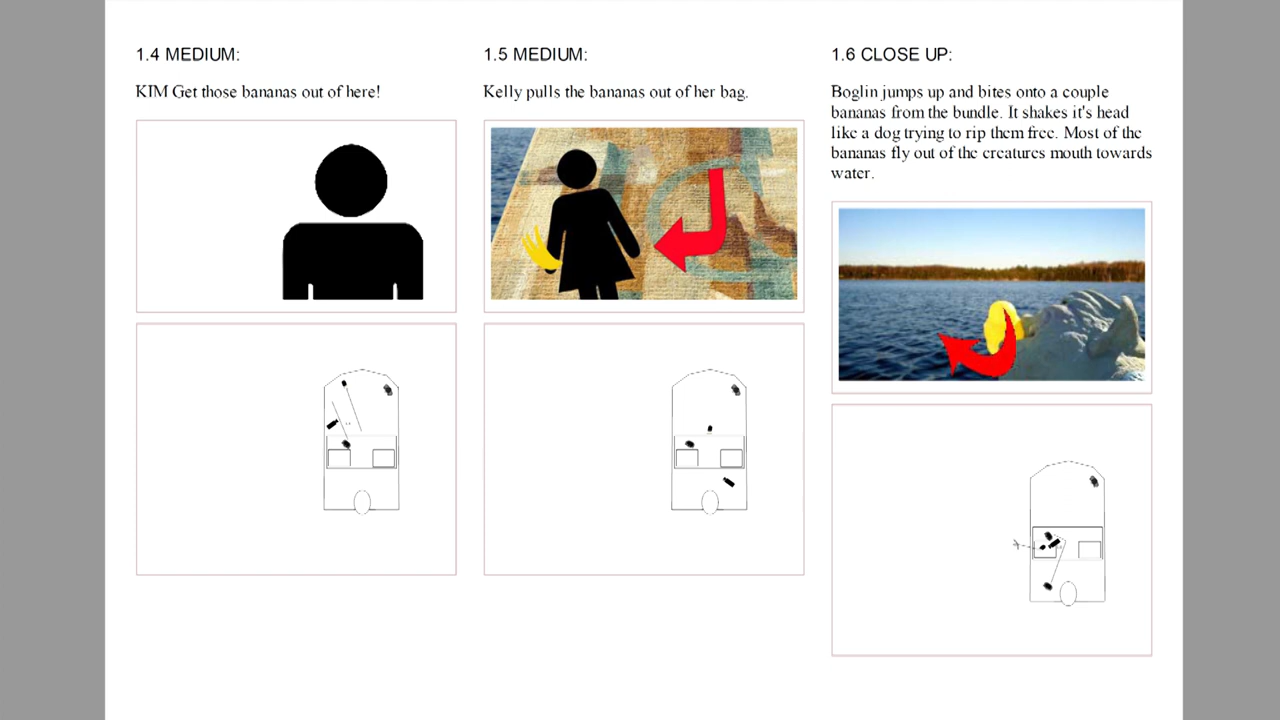 1.4 MEDIUM:
KIM Get those bananas out of here!
1.5 MEDIUM:
Kelly pulls the bananas out of her bag.
1.6 CLOSE UP:
Boglin jumps up and bites onto a couple
bananas from the bundle. It shakes it's head
like a dog trying to rip them free. Most of the
bananas fly out of the creatures mouth towards
water.